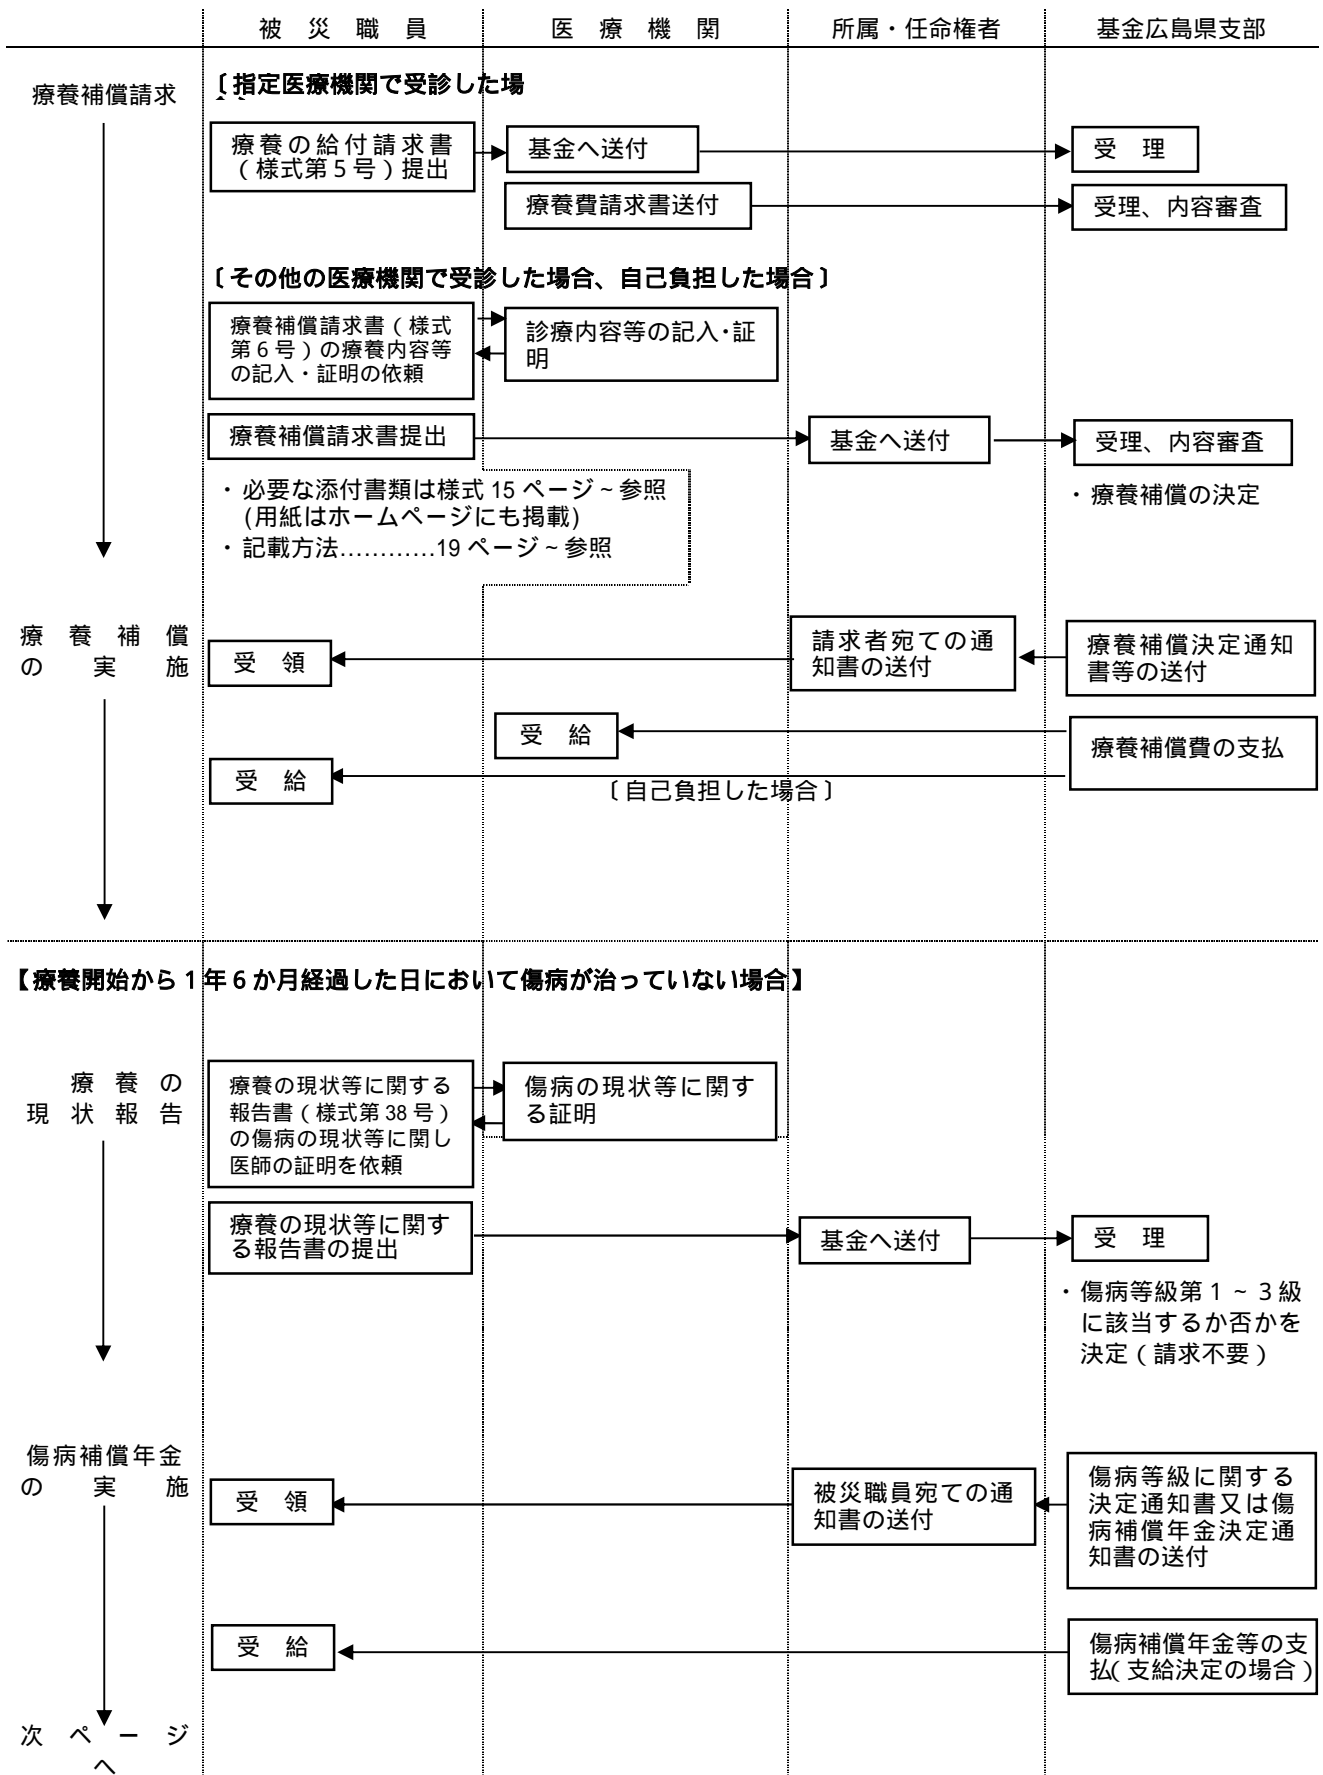 被　災　職　員
医　療　機　関
所属・任命権者
基金広島県支部
療養補償請求
〔指定医療機関で受診した場
療養の給付請求書
（様式第５号）提出
基金へ送付
受　理
療養費請求書送付
受理、内容審査
〔その他の医療機関で受診した場合、自己負担した場合〕
療養補償請求書（様式
第６号）の療養内容等
の記入・証明の依頼
診療内容等の記入・証
明
療養補償請求書提出
基金へ送付
受理、内容審査
・必要な添付書類は様式 15 ページ～参照
(用紙はホームページにも掲載)
・記載方法…………19 ページ～参照
・療養補償の決定
療　養　補　償
の　　実　　施
受　領
請求者宛ての通
知書の送付
療養補償決定通知
書等の送付
受　給
療養補償費の支払
受　給
〔自己負担した場合〕
【療養開始から１年６か月経過した日において傷病が治っていない場合】
療　養　の
現　状　報　告
療養の現状等に関する
報告書（様式第 38 号）
の傷病の現状等に関し
医師の証明を依頼
傷病の現状等に関す
る証明
療養の現状等に関す
る報告書の提出
基金へ送付
受　理
・傷病等級第１～３級
に該当するか否かを
決定（請求不要）
傷病補償年金
の　　実　　施
受　領
被災職員宛ての通
知書の送付
傷病等級に関する
決定通知書又は傷
病補償年金決定通
知書の送付
受　給
傷病補償年金等の支
払（支給決定の場合）
次　ペ　ー　ジ
へ